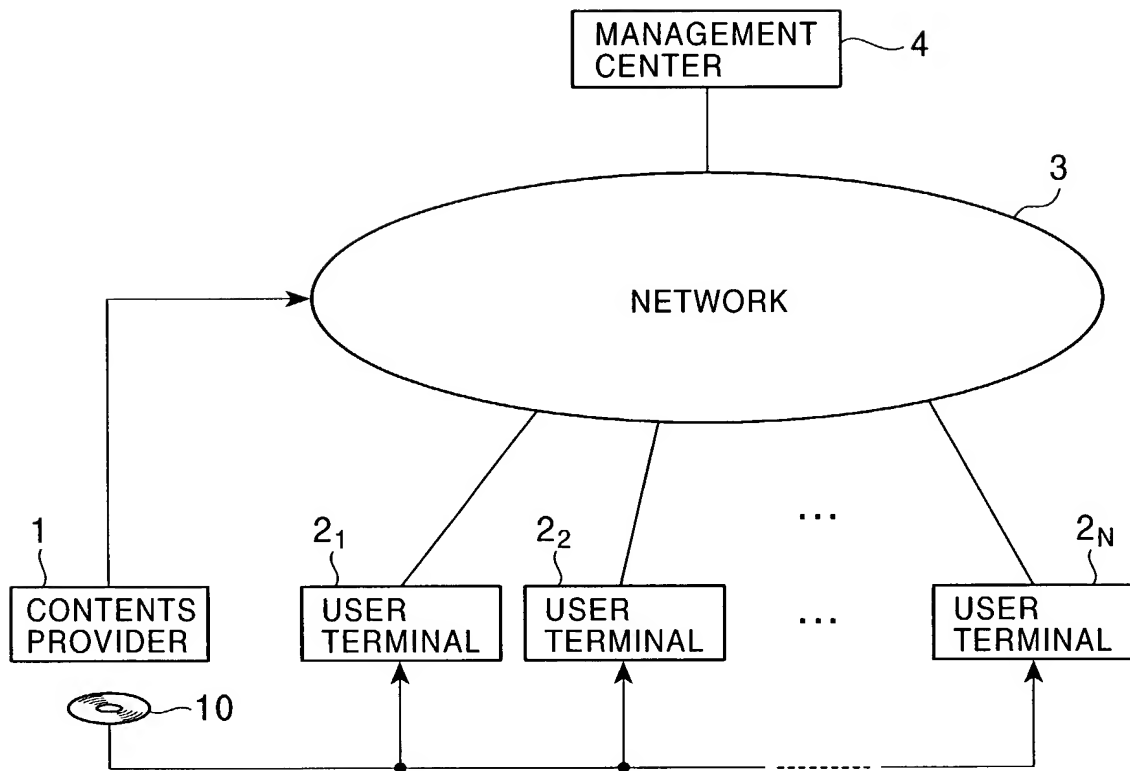 MANAGEMENT
CENTER
4
3
NETWORK
...
1
2₁
2₂
2N
CONTENTS
PROVIDER
USER
TERMINAL
USER
TERMINAL
...
USER
TERMINAL
10